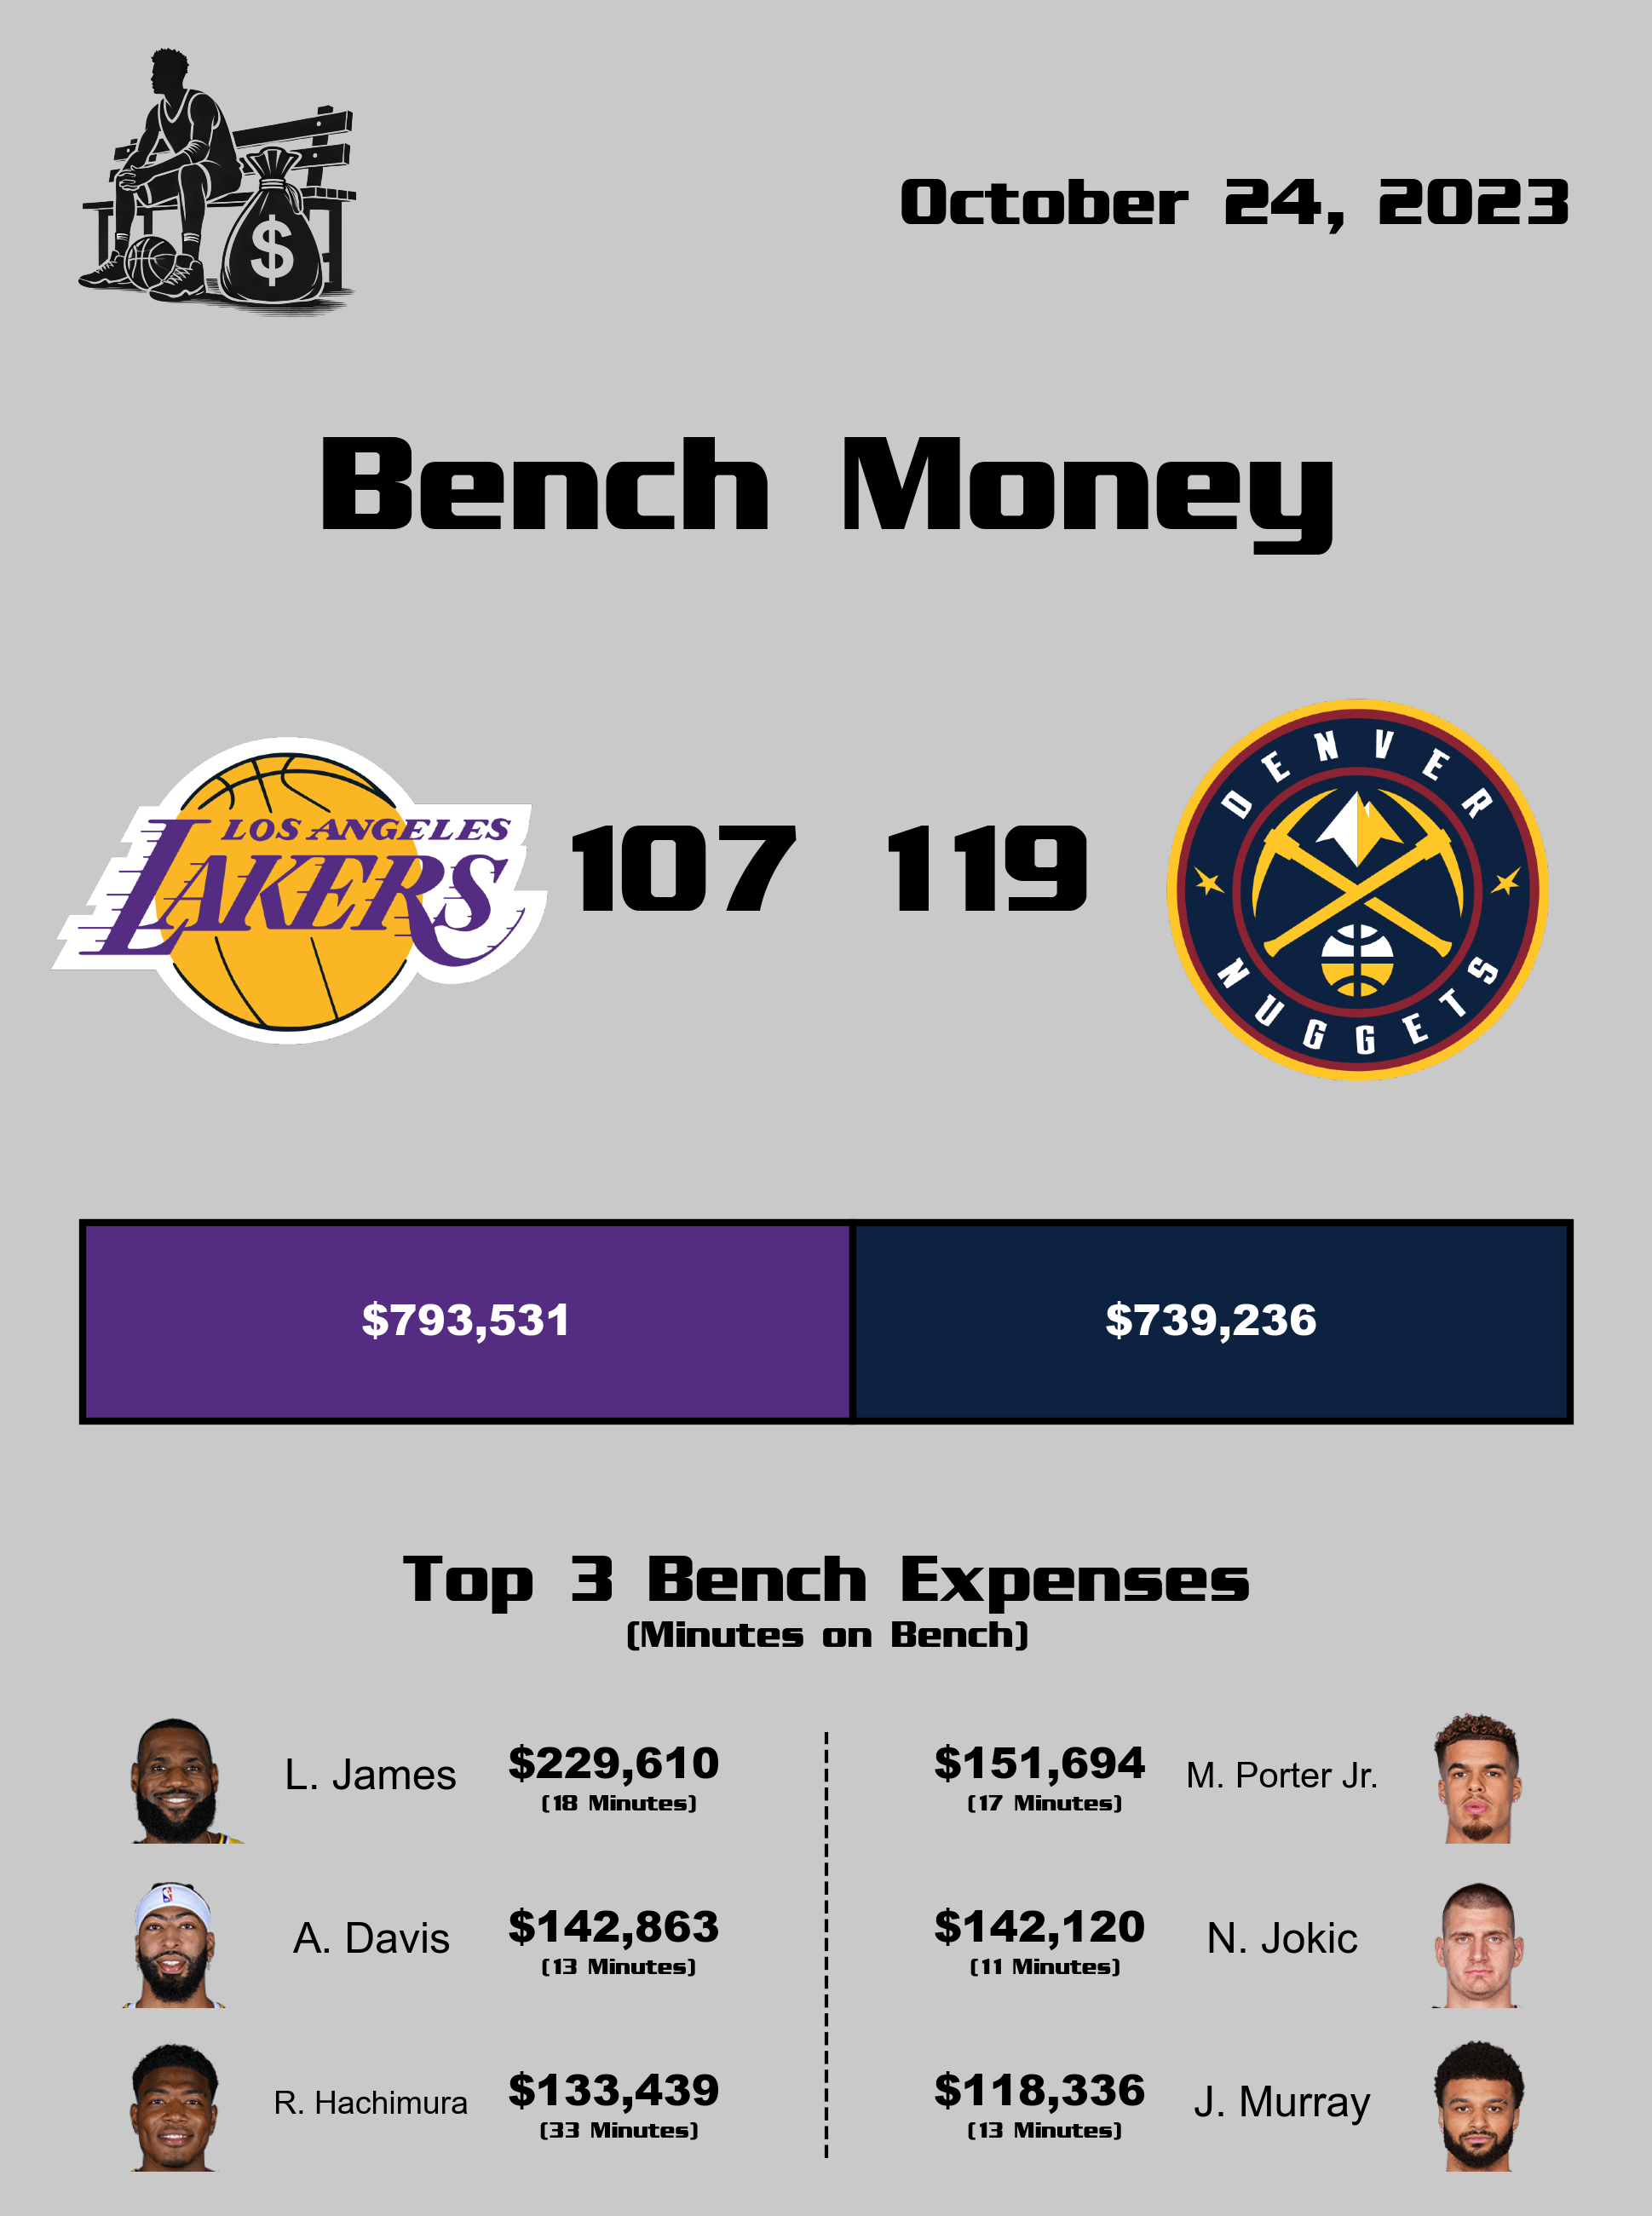 $
October 24, 2023
Bench Money
LOS ANGELES
LAKERS
107 119
DENVER
NUGGETS
$793,531 $739,236
Top 3 Bench Expenses
(Minutes on Bench)
L. James $229,610 $151,694 M. Porter Jr.
(18 Minutes) (17 Minutes)
A. Davis $142,863 $142,120 N. Jokic
(13 Minutes) (11 Minutes)
R. Hachimura $133,439 $118,336 J. Murray
(33 Minutes) (13 Minutes)